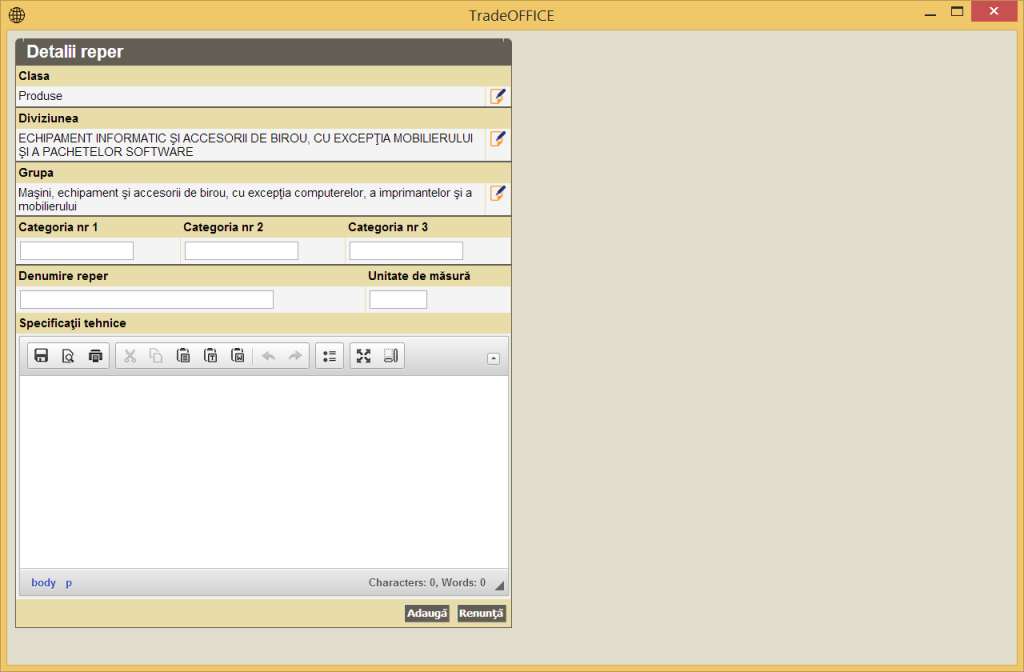 TradeOFFICE
Detalii reper
Clasa
Produse
Diviziunea
ECHIPAMENT INFORMATIC ŞI ACCESORII DE BIROU, CU EXCEPŢIA MOBILIERULUI
ŞI A PACHETELOR SOFTWARE
Grupa
Maşini, echipament şi accesorii de birou, cu excepţia computerelor, a imprimantelor şi a
mobilierului
Categoria nr 1 Categoria nr 2 Categoria nr 3
Denumire reper Unitate de măsură
Specificaţii tehnice
body p Characters: 0, Words: 0
Adaugă Renunţă